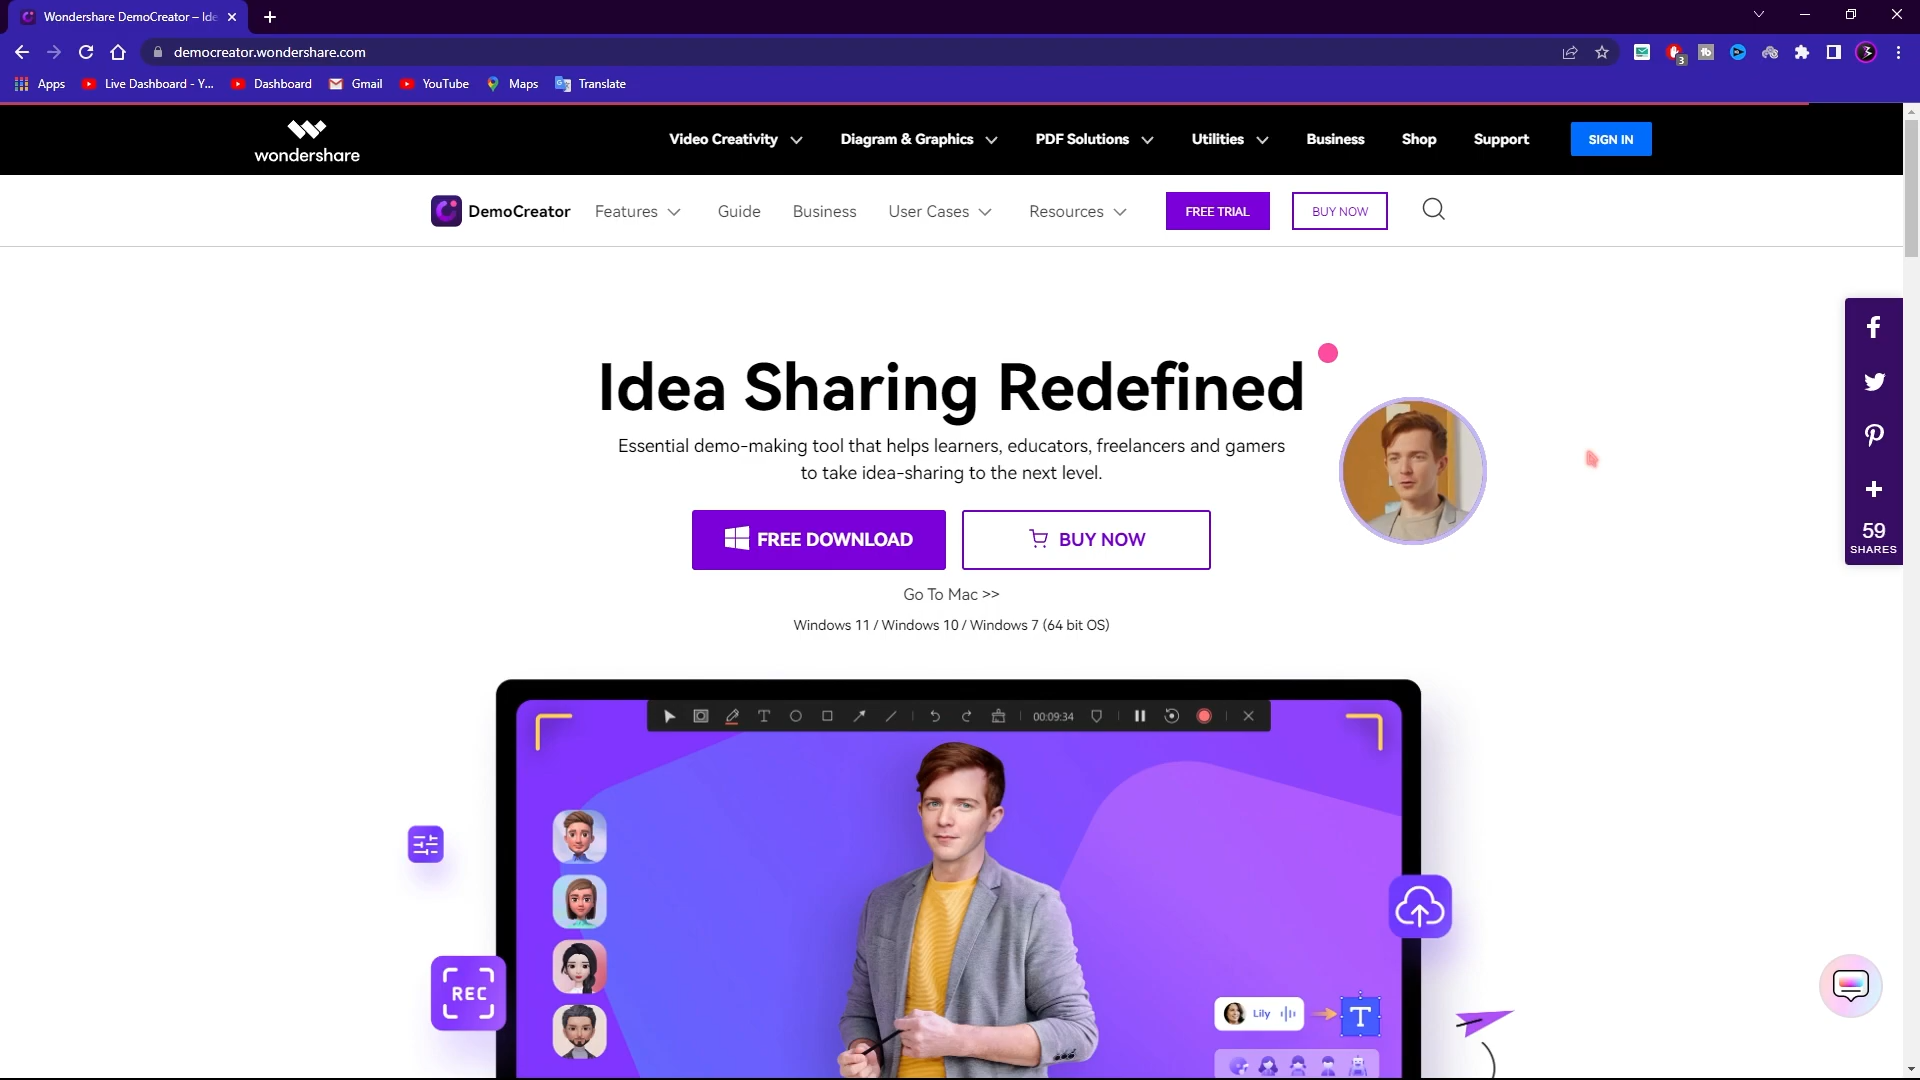 Wondershare DemoCreator – Ide
democreator.wondershare.com
3
Apps
Live Dashboard - Y...
Dashboard
Gmail
YouTube
Maps
Translate
wondershare
Video Creativity
Diagram & Graphics
PDF Solutions
Utilities
Business
Shop
Support
SIGN IN
DemoCreator
Features
Guide
Business
User Cases
Resources
FREE TRIAL
BUY NOW
Idea Sharing Redefined
Essential demo-making tool that helps learners, educators, freelancers and gamers
to take idea-sharing to the next level.
FREE DOWNLOAD
BUY NOW
Go To Mac >>
Windows 11 / Windows 10 / Windows 7 (64 bit OS)
59
SHARES
00:09:34
REC
Lily
T